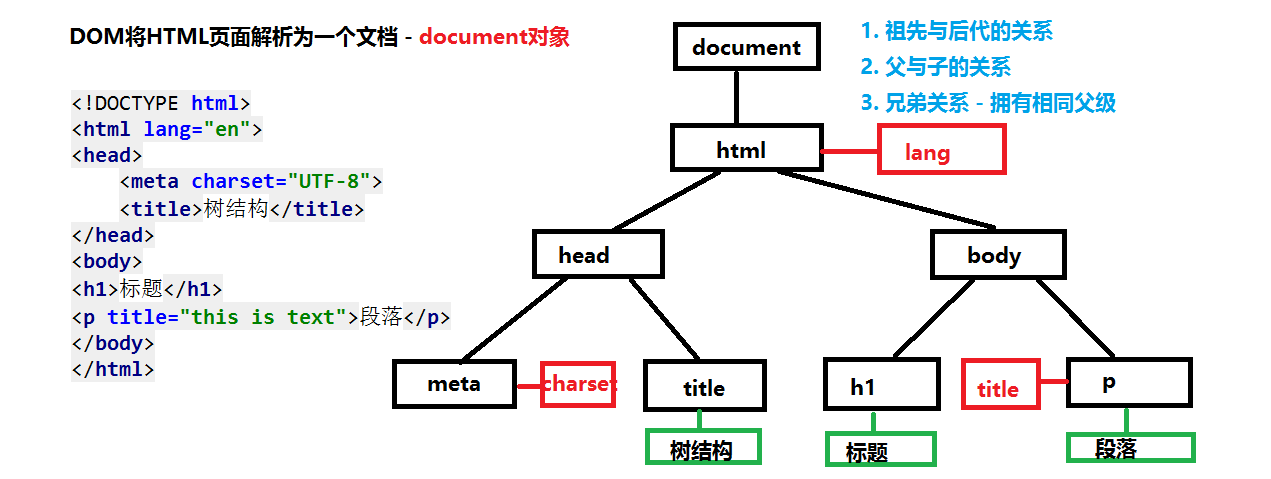 DOM将HTML页面解析为一个文档 - document对象
<!DOCTYPE html>
<html lang="en">
<head>
    <meta charset="UTF-8">
    <title>树结构</title>
</head>
<body>
<h1>标题</h1>
<p title="this is text">段落</p>
</body>
</html>
document
1. 祖先与后代的关系
2. 父与子的关系
3. 兄弟关系 - 拥有相同父级
html
lang
head
body
meta
charset
title
h1
title
p
树结构
标题
段落